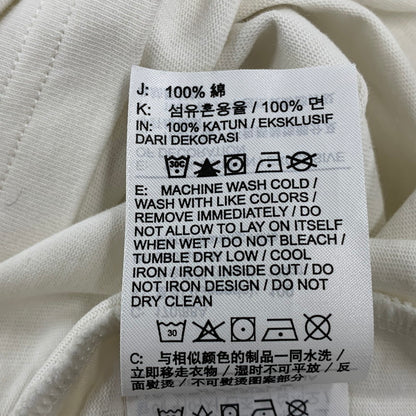 J: 100% 綿
K: 섬유혼용율 / 100% 면
IN: 100% KATUN / EKSKLUSIF
DARI DEKORASI
30C
E: MACHINE WASH COLD /
WASH WITH LIKE COLORS /
REMOVE IMMEDIATELY / DO
NOT ALLOW TO LAY ON ITSELF
WHEN WET / DO NOT BLEACH /
TUMBLE DRY LOW / COOL
IRON / IRON INSIDE OUT / DO
NOT IRON DESIGN / DO NOT
DRY CLEAN
30
C: 与相似颜色的制品一同水洗 /
立即移走衣物 / 湿时不可平放 / 反
面熨烫 / 不可熨烫图案部分